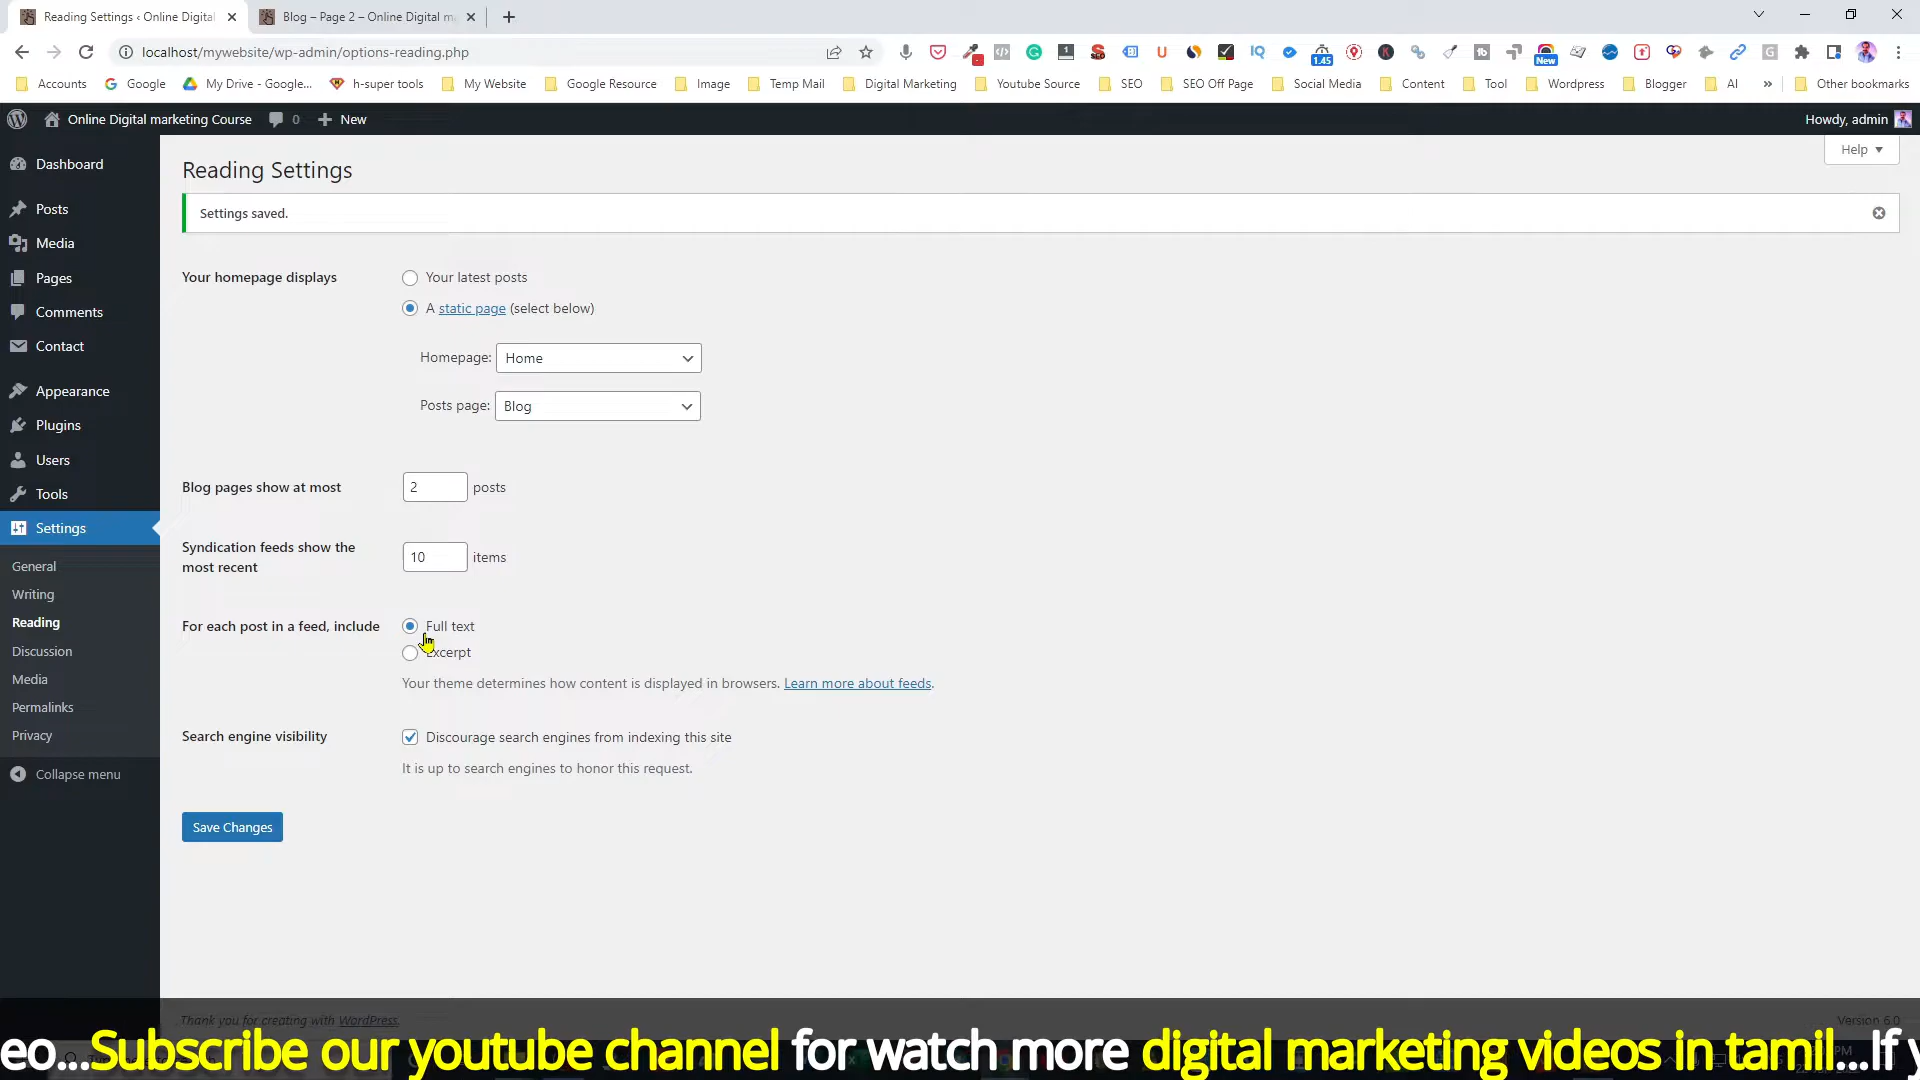 Reading Settings ‹ Online Digital
Blog – Page 2 – Online Digital m
localhost/mywebsite/wp-admin/options-reading.php
1.45
New
Accounts
Google
My Drive - Google...
h-super tools
My Website
Google Resource
Image
Temp Mail
Digital Marketing
Youtube Source
SEO
SEO Off Page
Social Media
Content
Tool
Wordpress
Blogger
AI
»
Other bookmarks
Online Digital marketing Course
0
New
Howdy, admin
Help
Dashboard
Posts
Media
Pages
Comments
Contact
Appearance
Plugins
Users
Tools
Settings
General
Writing
Reading
Discussion
Media
Permalinks
Privacy
Collapse menu
Reading Settings
Settings saved.
Your homepage displays
Your latest posts
A static page (select below)
Homepage: Home
Posts page: Blog
Blog pages show at most 2 posts
Syndication feeds show the
most recent
10 items
For each post in a feed, include
Full text
Excerpt
Your theme determines how content is displayed in browsers. Learn more about feeds.
Search engine visibility
Discourage search engines from indexing this site
It is up to search engines to honor this request.
Save Changes
Thank you for creating with WordPress.
Version 6.0
eo...Subscribe our youtube channel for watch more digital marketing videos in tamil...If y